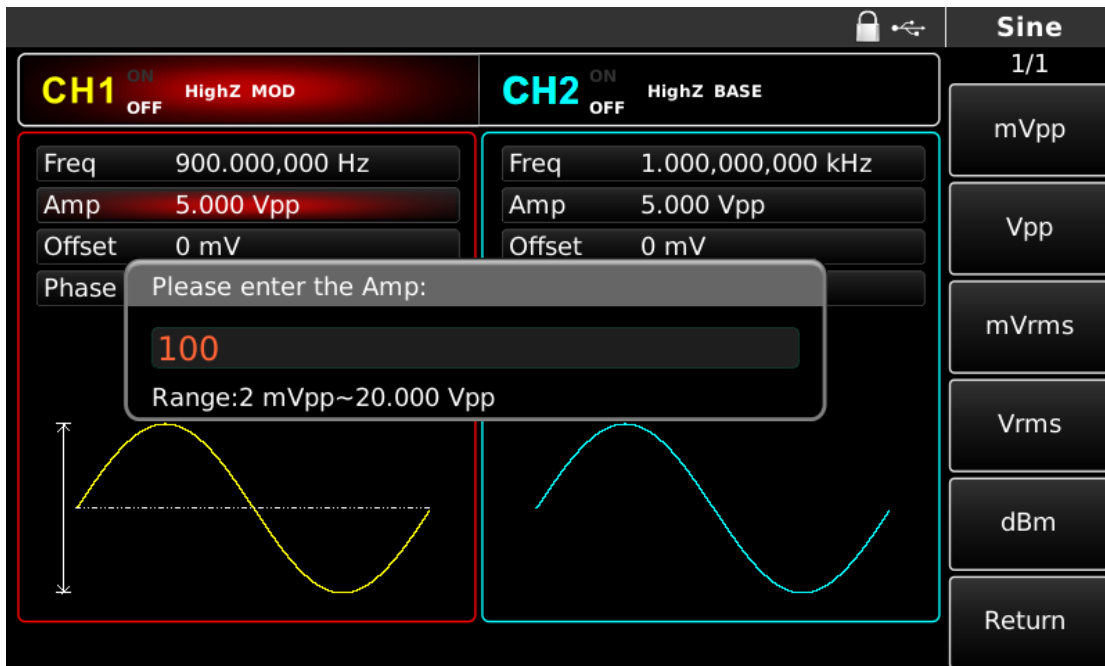 Sine
1/1
CH1 ON OFF HighZ MOD
CH2 ON OFF HighZ BASE
Freq 900.000,000 Hz
Amp 5.000 Vpp
Offset 0 mV
Phase
Freq 1.000,000,000 kHz
Amp 5.000 Vpp
Offset 0 mV
Please enter the Amp:
100
Range:2 mVpp~20.000 Vpp
mVpp
Vpp
mVrms
Vrms
dBm
Return